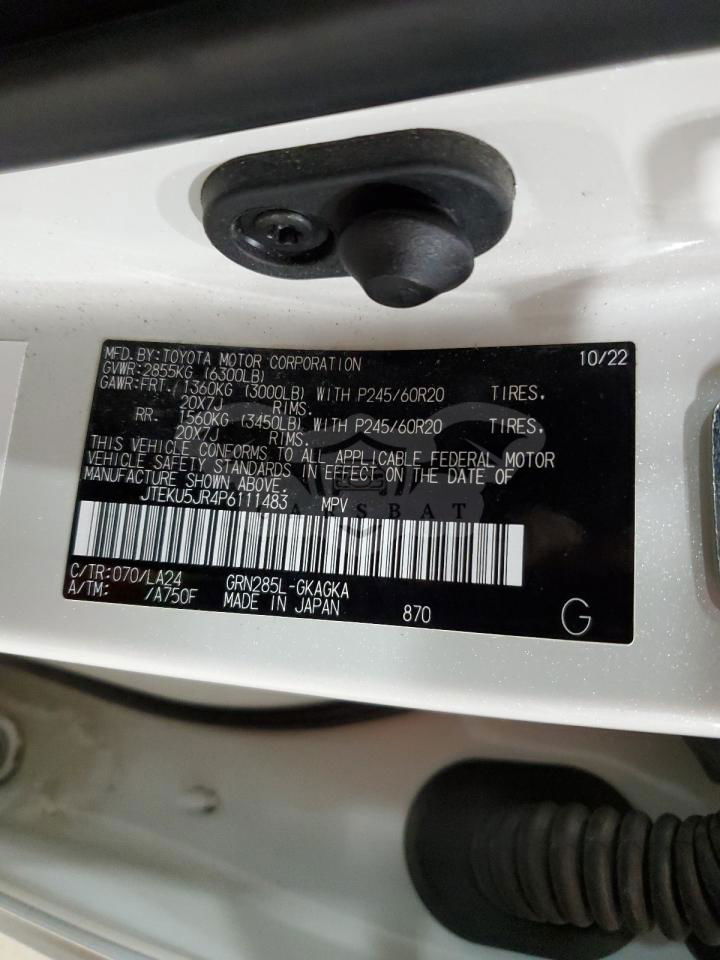 MFD. BY: TOYOTA MOTOR CORPORATION 10/22
GVWR: 2855KG (6300LB)
GAWR: FRT. 1360KG (3000LB) WITH P245/60R20 TIRES.
20X7J RIMS.
RR. 1560KG (3450LB) WITH P245/60R20 TIRES.
20X7J RIMS.
THIS VEHICLE CONFORMS TO ALL APPLICABLE FEDERAL MOTOR
VEHICLE SAFETY STANDARDS IN EFFECT ON THE DATE OF
MANUFACTURE SHOWN ABOVE.
JTEKU5JR4P6111483 MPV
C/TR: 070/LA24 GRN285L-GKAGKA
A/TM: /A750F MADE IN JAPAN 870 G